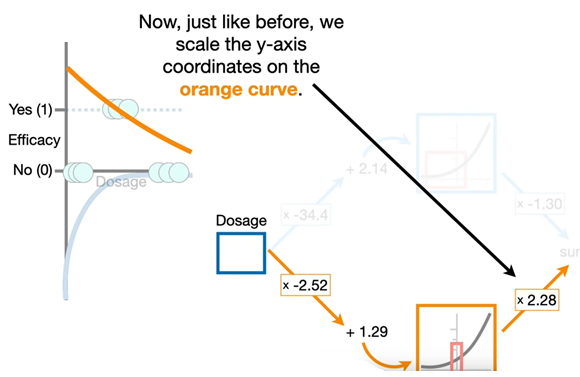 Now, just like before, we
scale the y-axis
coordinates on the
orange curve.
Yes (1)
Efficacy
No (0)
Dosage
+ 2.14
x -34.4
x -1.30
Dosage
sum
x -2.52
x 2.28
+ 1.29